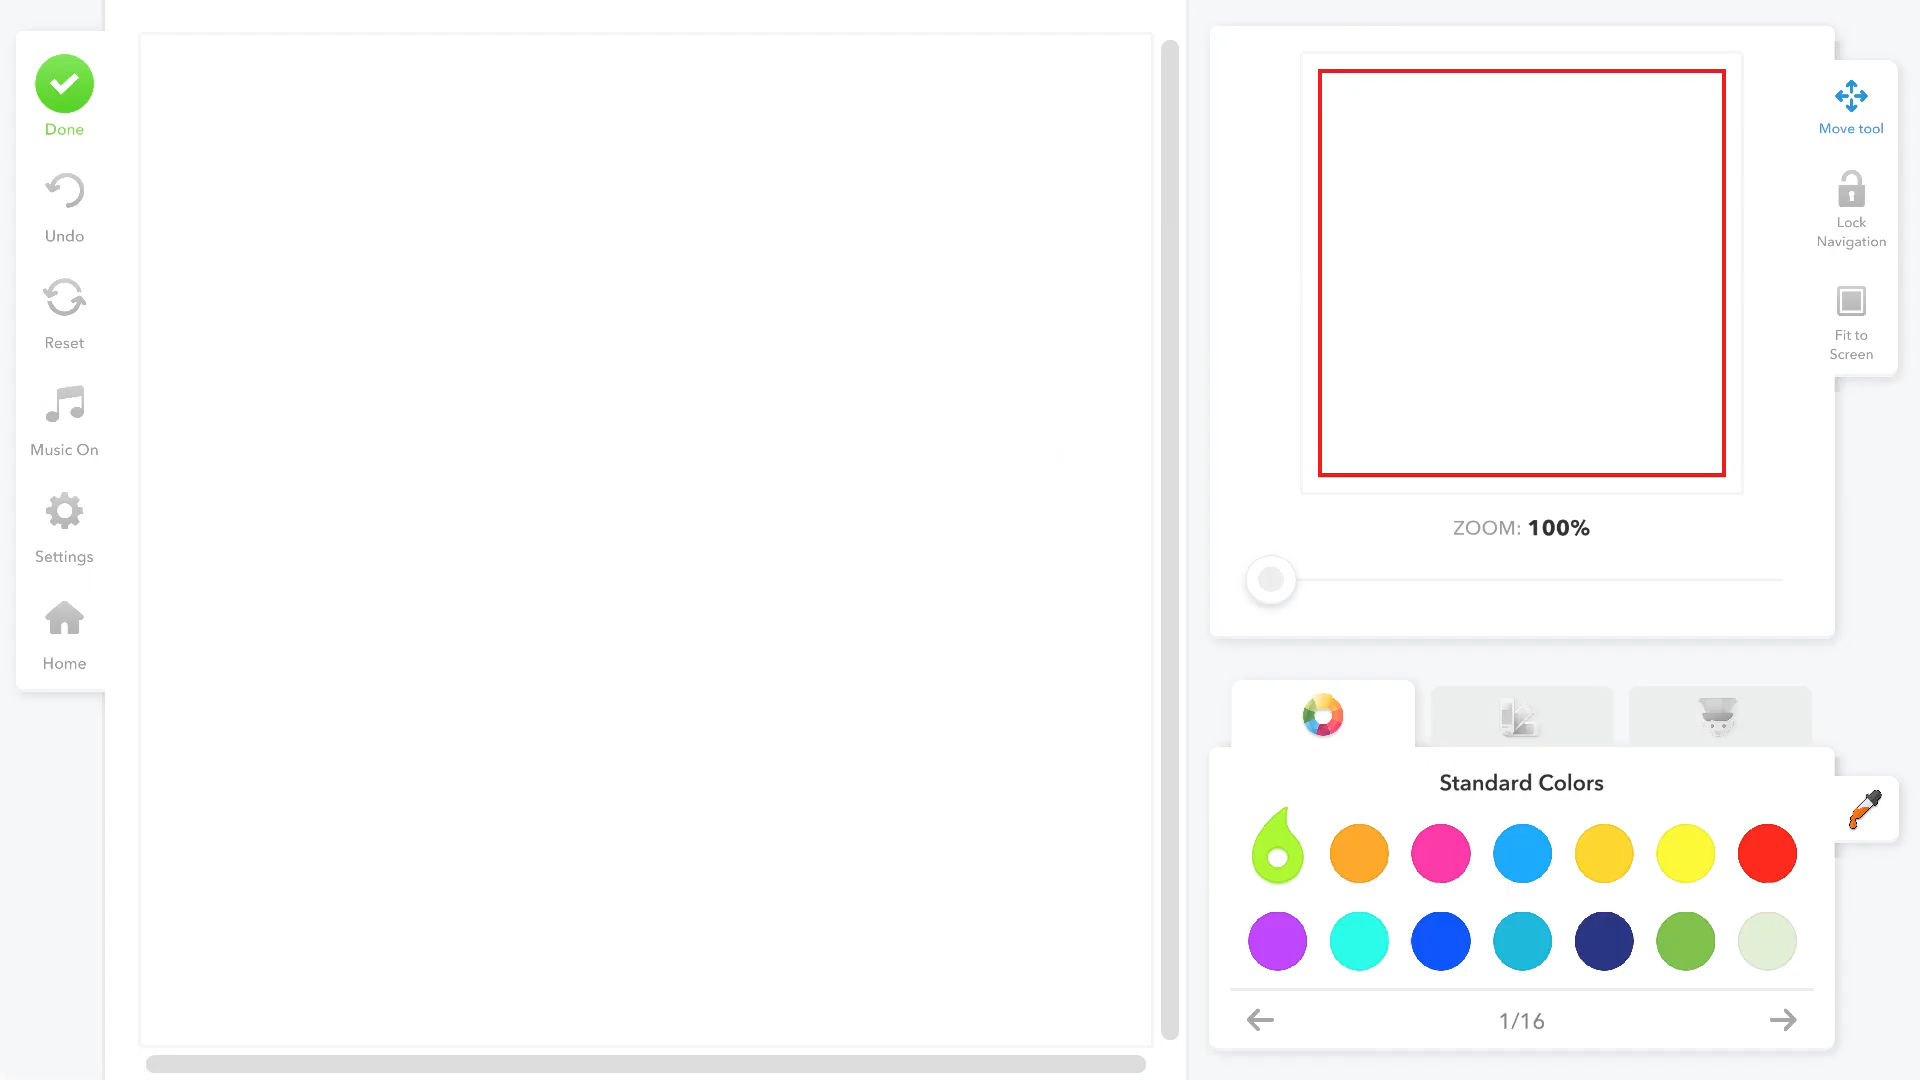 Done
Undo
Reset
Music On
Settings
Home
Move tool
Lock
Navigation
Fit to
Screen
ZOOM: 100%
Standard Colors
1/16